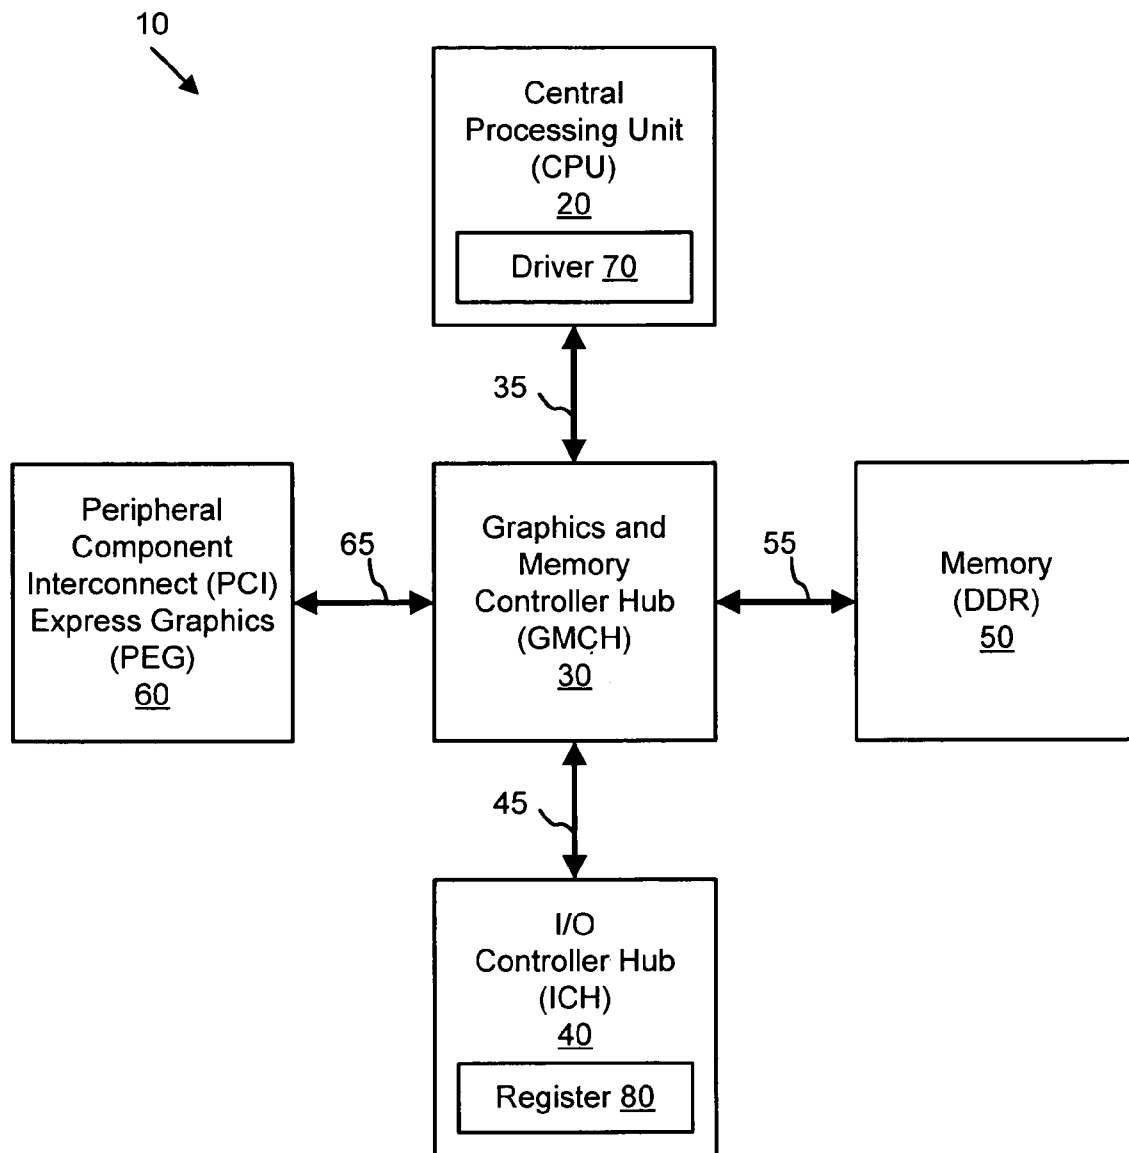 10
Central
Processing Unit
(CPU)
20
Driver 70
35
Peripheral
Component
Interconnect (PCI)
Express Graphics
(PEG)
60
65
Graphics and
Memory
Controller Hub
(GMCH)
30
55
Memory
(DDR)
50
45
I/O
Controller Hub
(ICH)
40
Register 80